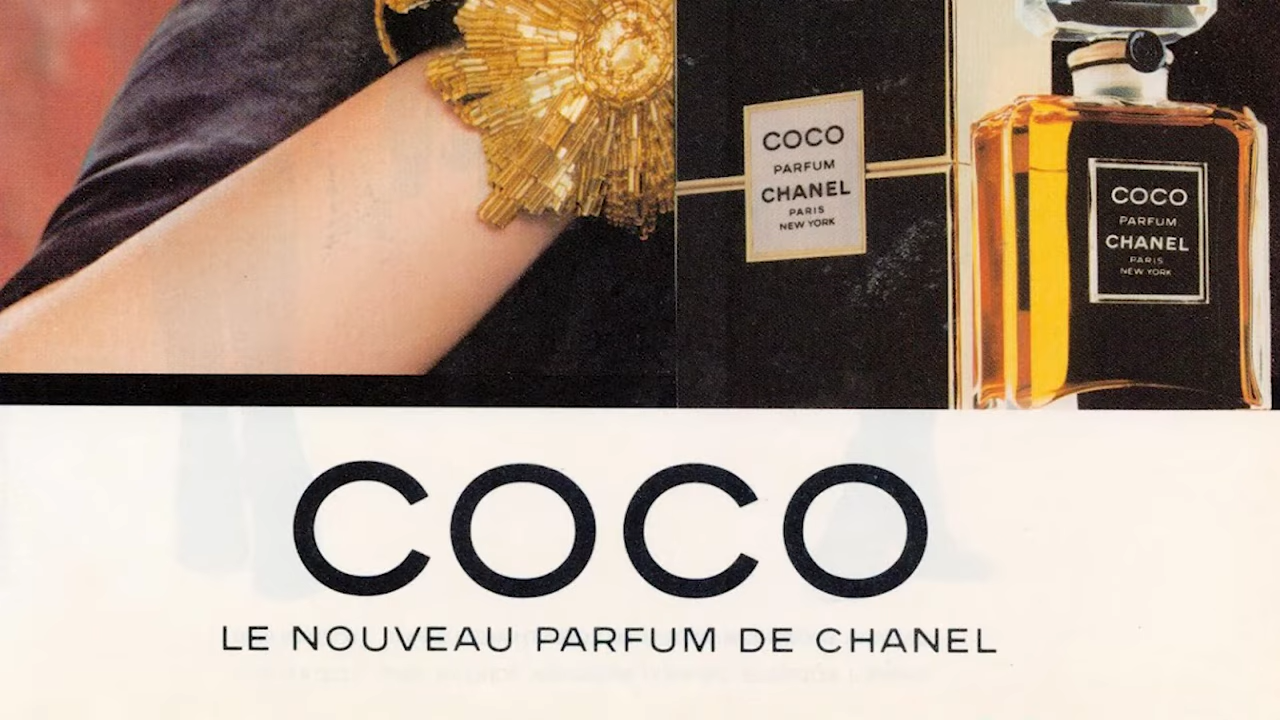 COCO
PARFUM
CHANEL
PARIS
NEW YORK
COCO
PARFUM
CHANEL
PARIS
NEW YORK
COCO
LE NOUVEAU PARFUM DE CHANEL